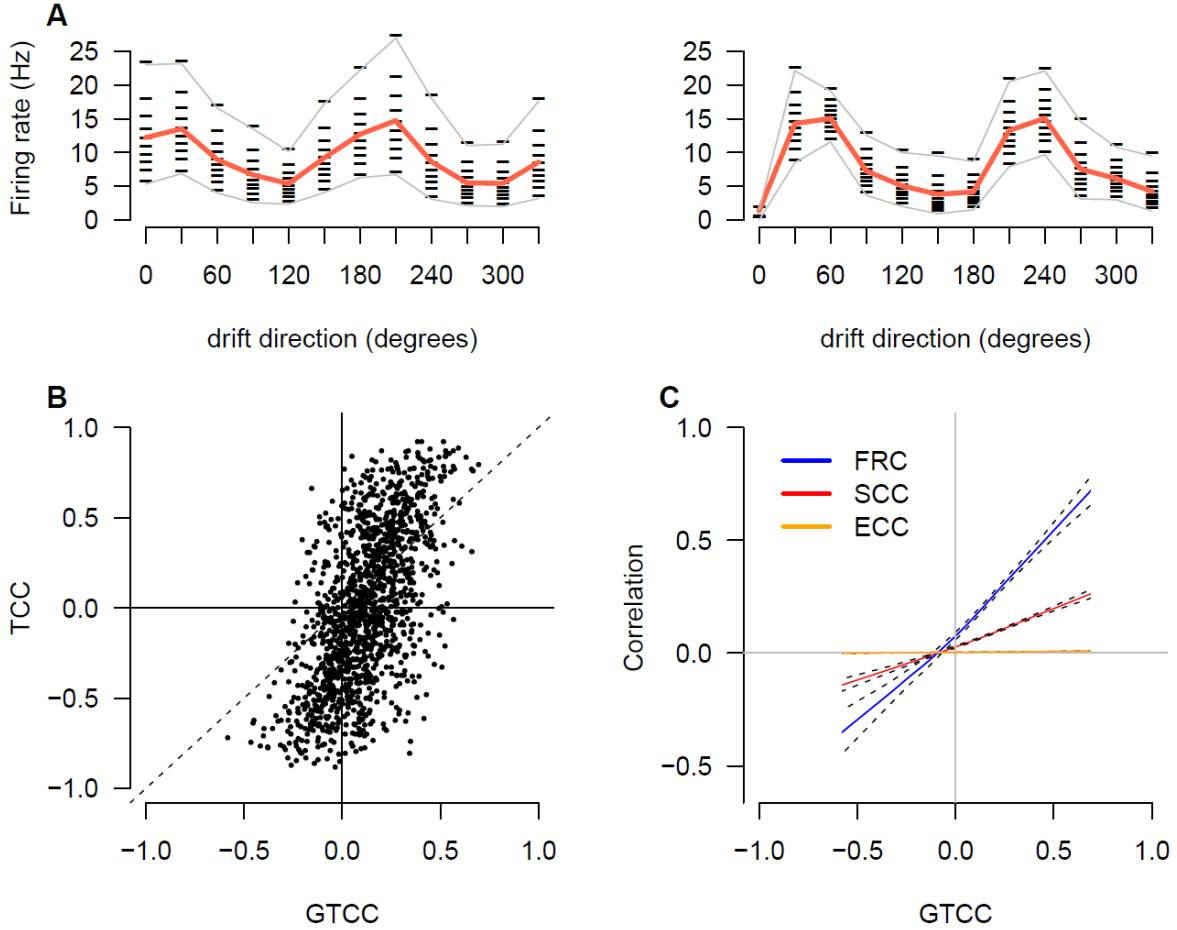 A
Firing rate (Hz)
25
20
15
10
5
0
0 60 120 180 240 300
drift direction (degrees)
25
20
15
10
5
0
0 60 120 180 240 300
drift direction (degrees)
B
TCC
1.0
0.5
0.0
−0.5
−1.0
−1.0 −0.5 0.0 0.5 1.0
GTCC
C
Correlation
1.0
0.5
0.0
−0.5
FRC
SCC
ECC
−1.0 −0.5 0.0 0.5 1.0
GTCC